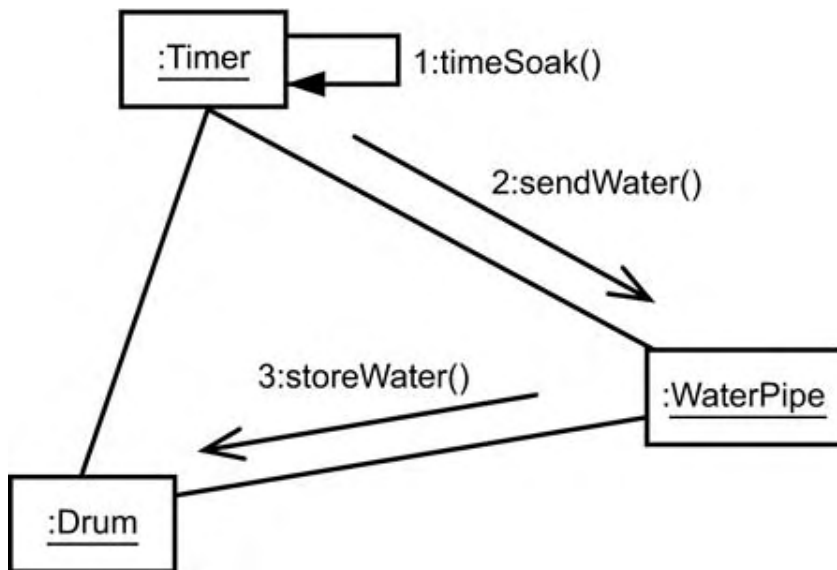 :Timer
1:timeSoak()
2:sendWater()
3:storeWater()
:WaterPipe
:Drum